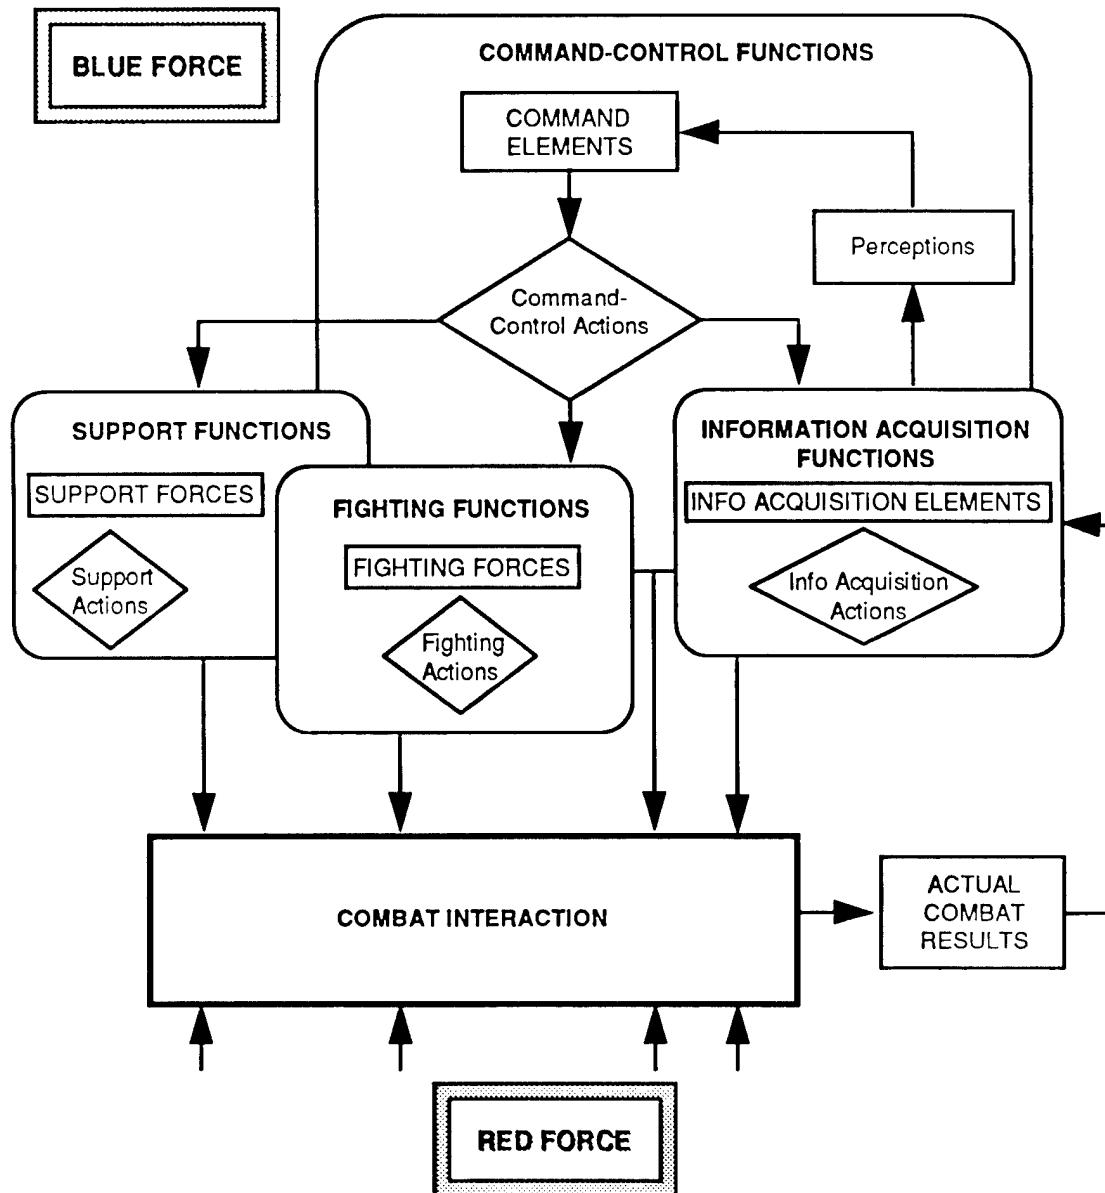 BLUE FORCE
COMMAND-CONTROL FUNCTIONS
COMMAND
ELEMENTS
Perceptions
Command-
Control Actions
SUPPORT FUNCTIONS
SUPPORT FORCES
Support
Actions
FIGHTING FUNCTIONS
FIGHTING FORCES
Fighting
Actions
INFORMATION ACQUISITION
FUNCTIONS
INFO ACQUISITION ELEMENTS
Info Acquisition
Actions
COMBAT INTERACTION
ACTUAL
COMBAT
RESULTS
RED FORCE